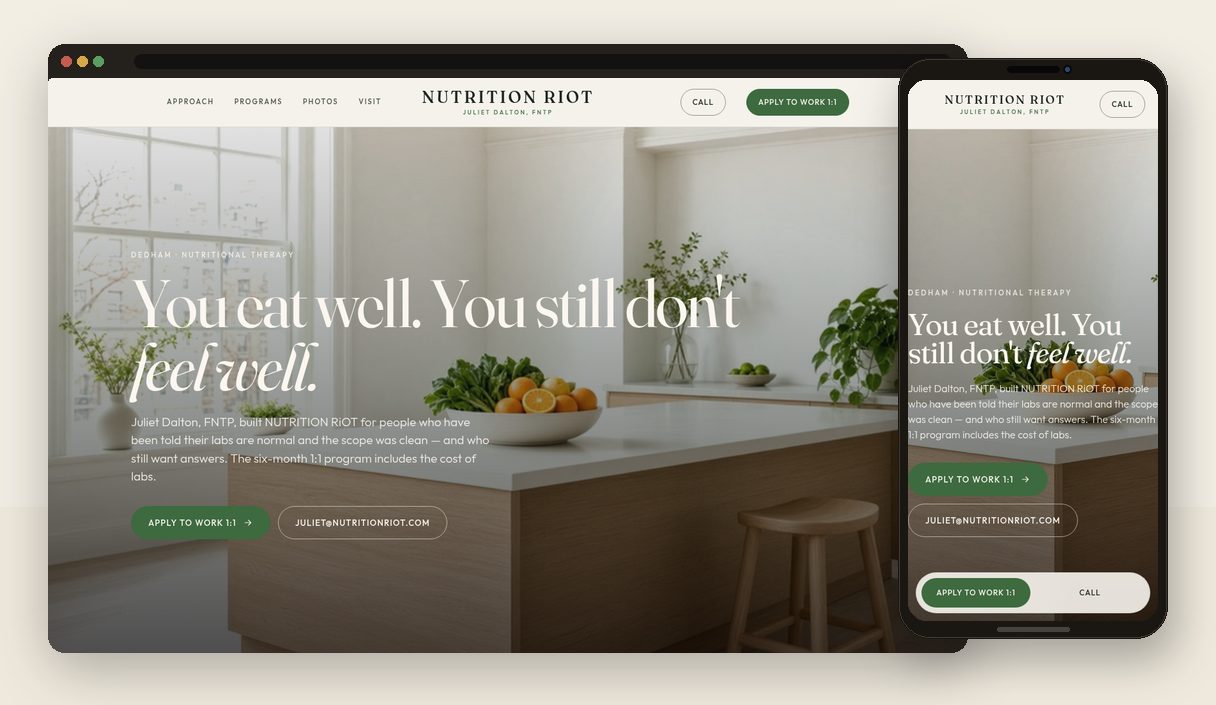 APPROACH PROGRAMS PHOTOS VISIT
NUTRITION RIOT
JULIET DALTON, FNTP
CALL
APPLY TO WORK 1:1
DEDHAM · NUTRITIONAL THERAPY
You eat well. You still don't
feel well.
Juliet Dalton, FNTP, built NUTRITION RiOT for people who have
been told their labs are normal and the scope was clean — and who
still want answers. The six-month 1:1 program includes the cost of
labs.
APPLY TO WORK 1:1 →
JULIET@NUTRITIONRIOT.COM
NUTRITION RIOT
JULIET DALTON, FNTP
CALL
DEDHAM · NUTRITIONAL THERAPY
You eat well. You
still don't feel well.
Juliet Dalton, FNTP, built NUTRITION RiOT for people
who have been told their labs are normal and the scope
was clean — and who still want answers. The six-month
1:1 program includes the cost of labs.
APPLY TO WORK 1:1 →
JULIET@NUTRITIONRIOT.COM
APPLY TO WORK 1:1
CALL